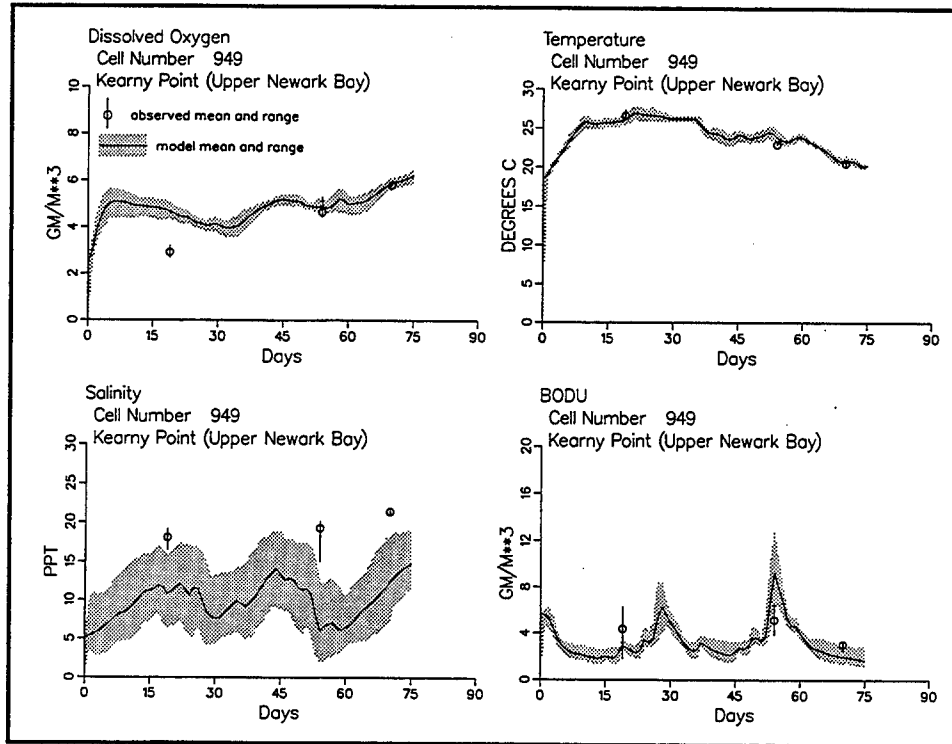 Dissolved Oxygen
Cell Number 949
Kearny Point (Upper Newark Bay)
observed mean and range
model mean and range
GM/M**3
10
8
6
4
2
0
0 15 30 45 60 75 90
Days
Temperature
Cell Number 949
Kearny Point (Upper Newark Bay)
DEGREES C
30
25
20
15
10
5
0 15 30 45 60 75 90
Days
Salinity
Cell Number 949
Kearny Point (Upper Newark Bay)
PPT
30
25
20
15
10
5
0
0 15 30 45 60 75 90
Days
BODU
Cell Number 949
Kearny Point (Upper Newark Bay)
GM/M**3
20
16
12
8
4
0
0 15 30 45 60 75 90
Days